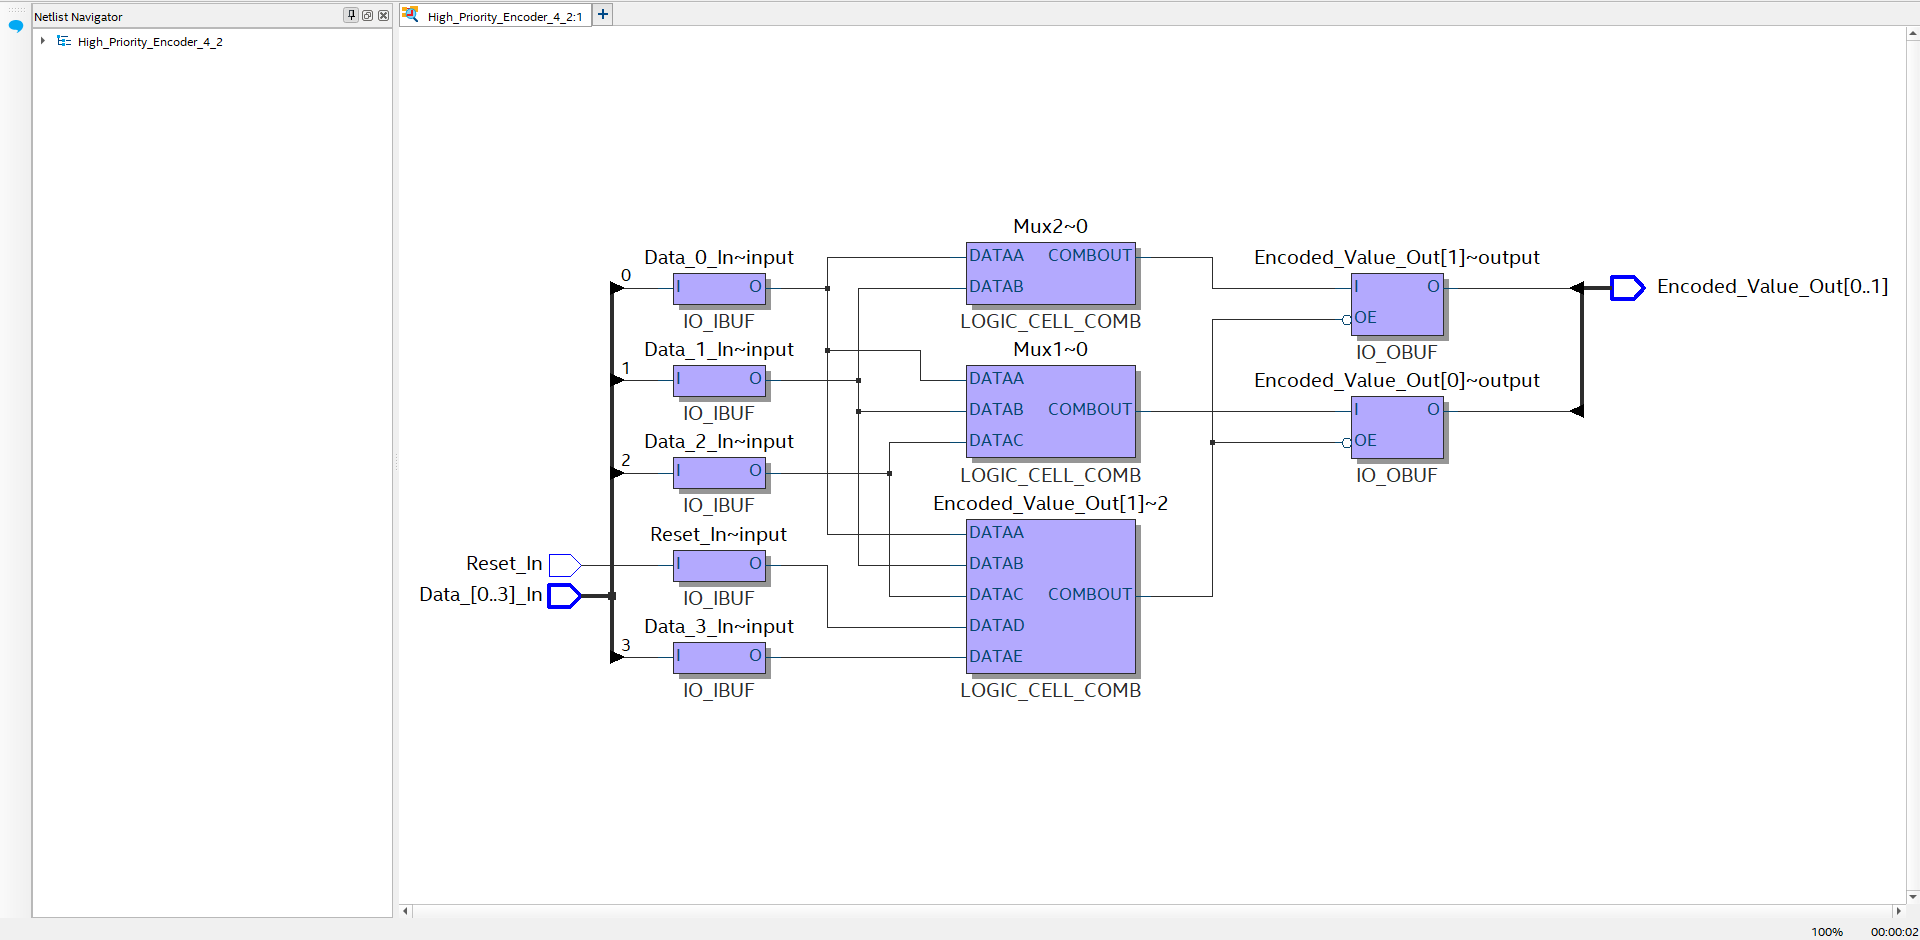 Netlist Navigator
High_Priority_Encoder_4_2:1
High_Priority_Encoder_4_2
Mux2~0
Data_0_In~input
DATAA COMBOUT
Encoded_Value_Out[1]~output
0
I O
DATAB
I O
Encoded_Value_Out[0..1]
IO_IBUF
LOGIC_CELL_COMB
OE
Data_1_In~input
Mux1~0
IO_OBUF
1
I O
DATAA
Encoded_Value_Out[0]~output
IO_IBUF
DATAB COMBOUT
I O
Data_2_In~input
DATAC
OE
2
I O
LOGIC_CELL_COMB
IO_OBUF
IO_IBUF
Encoded_Value_Out[1]~2
Reset_In~input
DATAA
Reset_In
I O
DATAB
Data_[0..3]_In
IO_IBUF
DATAC COMBOUT
Data_3_In~input
DATAD
3
I O
DATAE
IO_IBUF
LOGIC_CELL_COMB
100% 00:00:02